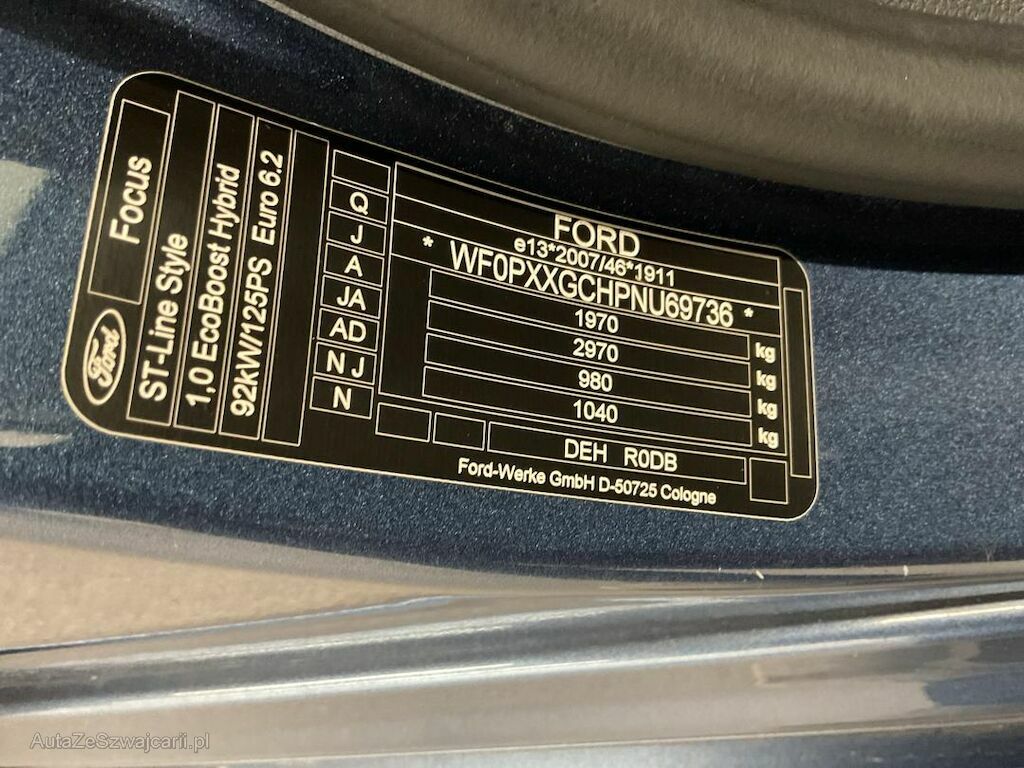 Ford
Focus
ST-Line Style
1,0 EcoBoost Hybrid
92kW/125PS Euro 6.2
Q
J
A
JA
AD
NJ
N
FORD
e13*2007/46*1911
* WF0PXXGCHPNU69736 *
1970 kg
2970 kg
980 kg
1040 kg
DEH R0DB
Ford-Werke GmbH D-50725 Cologne
AutaZeSzwajcarii.pl